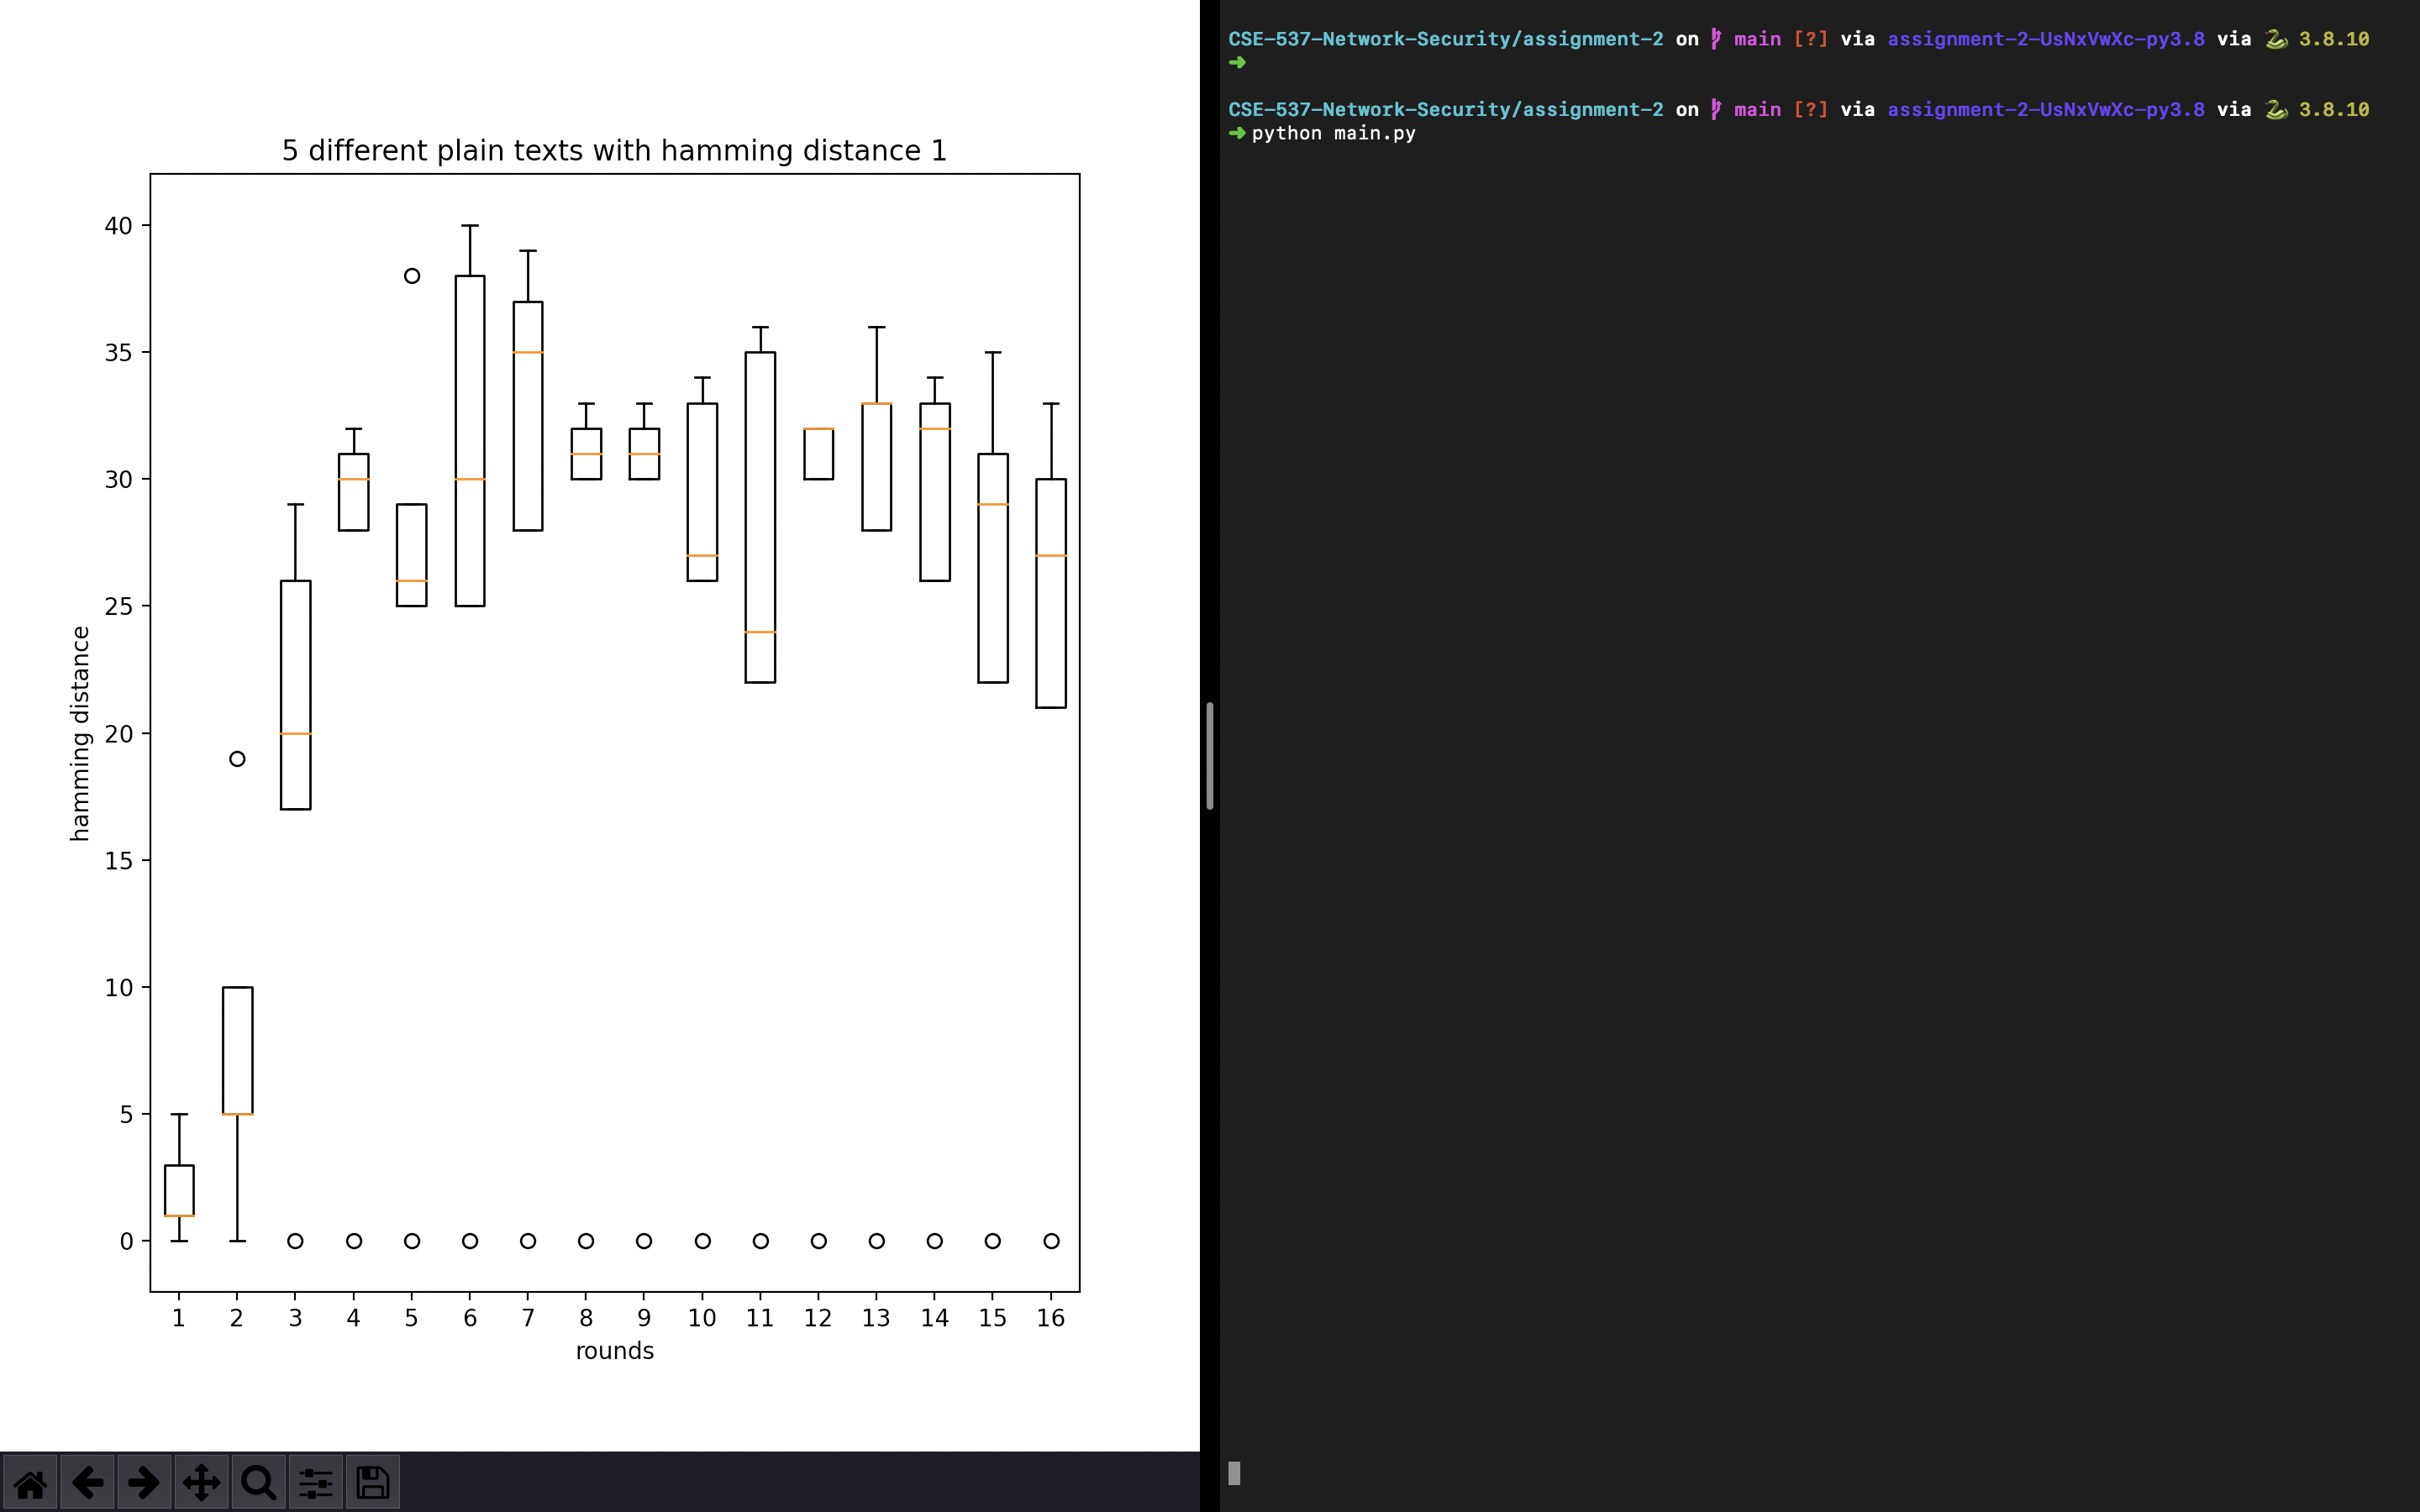 5 different plain texts with hamming distance 1
40
35
30
25
20
15
10
5
0
hamming distance
1 2 3 4 5 6 7 8 9 10 11 12 13 14 15 16
rounds
CSE-537-Network-Security/assignment-2 on main [?] via assignment-2-UsNxVwXc-py3.8 via 🐍 3.8.10
➜
CSE-537-Network-Security/assignment-2 on main [?] via assignment-2-UsNxVwXc-py3.8 via 🐍 3.8.10
➜ python main.py